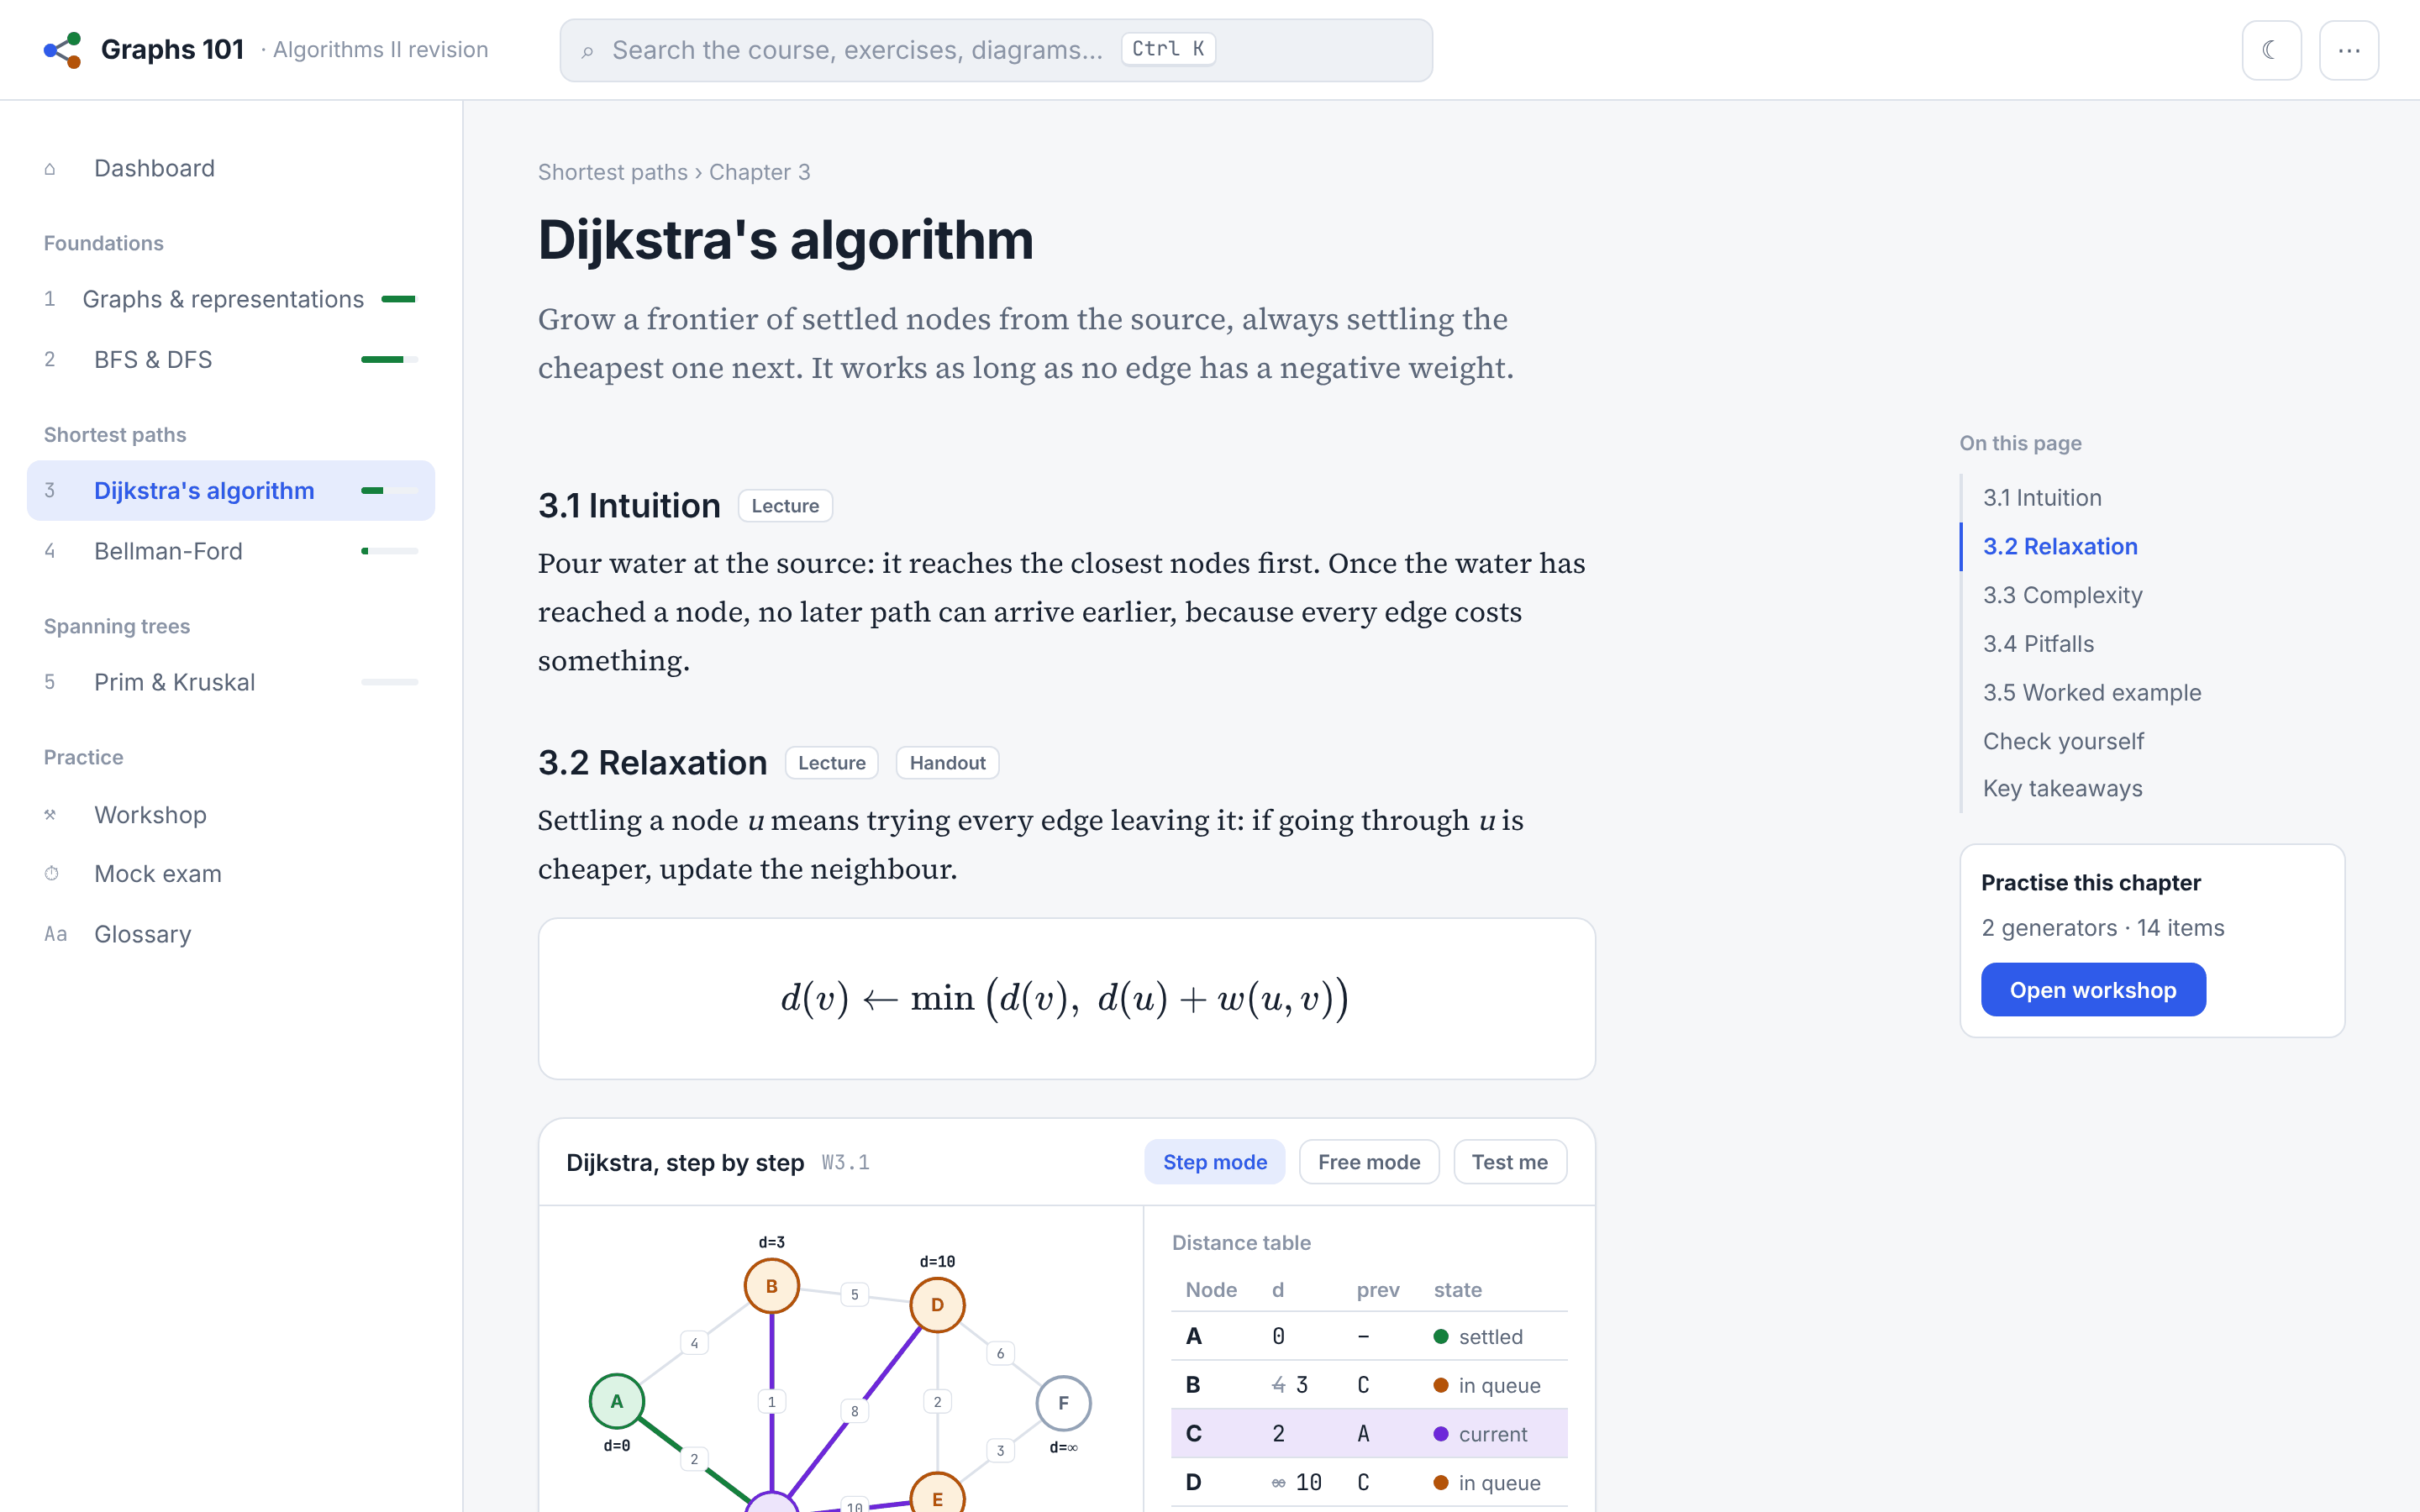 Graphs 101 · Algorithms II revision
Search the course, exercises, diagrams... Ctrl K
Dashboard
Foundations
1 Graphs & representations
2 BFS & DFS
Shortest paths
3 Dijkstra's algorithm
4 Bellman-Ford
Spanning trees
5 Prim & Kruskal
Practice
Workshop
Mock exam
Aa Glossary
Shortest paths › Chapter 3
Dijkstra's algorithm
Grow a frontier of settled nodes from the source, always settling the
cheapest one next. It works as long as no edge has a negative weight.
3.1 Intuition Lecture
Pour water at the source: it reaches the closest nodes first. Once the water has
reached a node, no later path can arrive earlier, because every edge costs
something.
3.2 Relaxation Lecture Handout
Settling a node u means trying every edge leaving it: if going through u is
cheaper, update the neighbour.
d(v) ← min (d(v), d(u) + w(u, v))
Dijkstra, step by step W3.1 Step mode Free mode Test me
d=3
d=10
B
5
D
4
6
A
1
8
2
F
d=0
d=∞
2
3
10
E
Distance table
Node d prev state
A 0 – settled
B 4 3 C in queue
C 2 A current
D ∞ 10 C in queue
On this page
3.1 Intuition
3.2 Relaxation
3.3 Complexity
3.4 Pitfalls
3.5 Worked example
Check yourself
Key takeaways
Practise this chapter
2 generators · 14 items
Open workshop